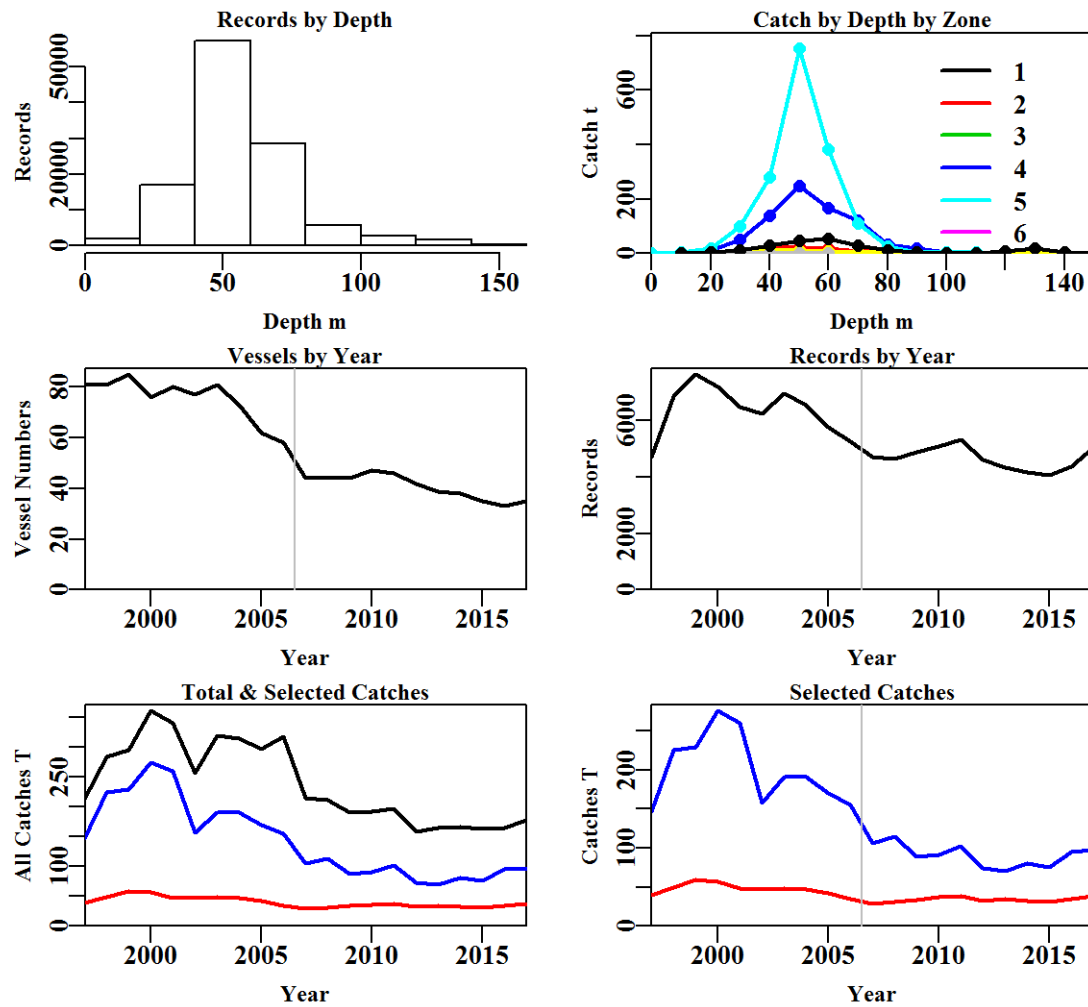 Records by Depth
Records
0 20000 50000
0 50 100 150
Depth m
Catch by Depth by Zone
Catch t
0 200 600
1
2
3
4
5
6
0 20 40 60 80 100 140
Depth m
Vessels by Year
Vessel Numbers
0 20 40 60 80
2000 2005 2010 2015
Year
Records by Year
Records
0 2000 6000
2000 2005 2010 2015
Year
Total & Selected Catches
All Catches T
0 100 250
2000 2005 2010 2015
Year
Selected Catches
Catches T
0 100 200
2000 2005 2010 2015
Year